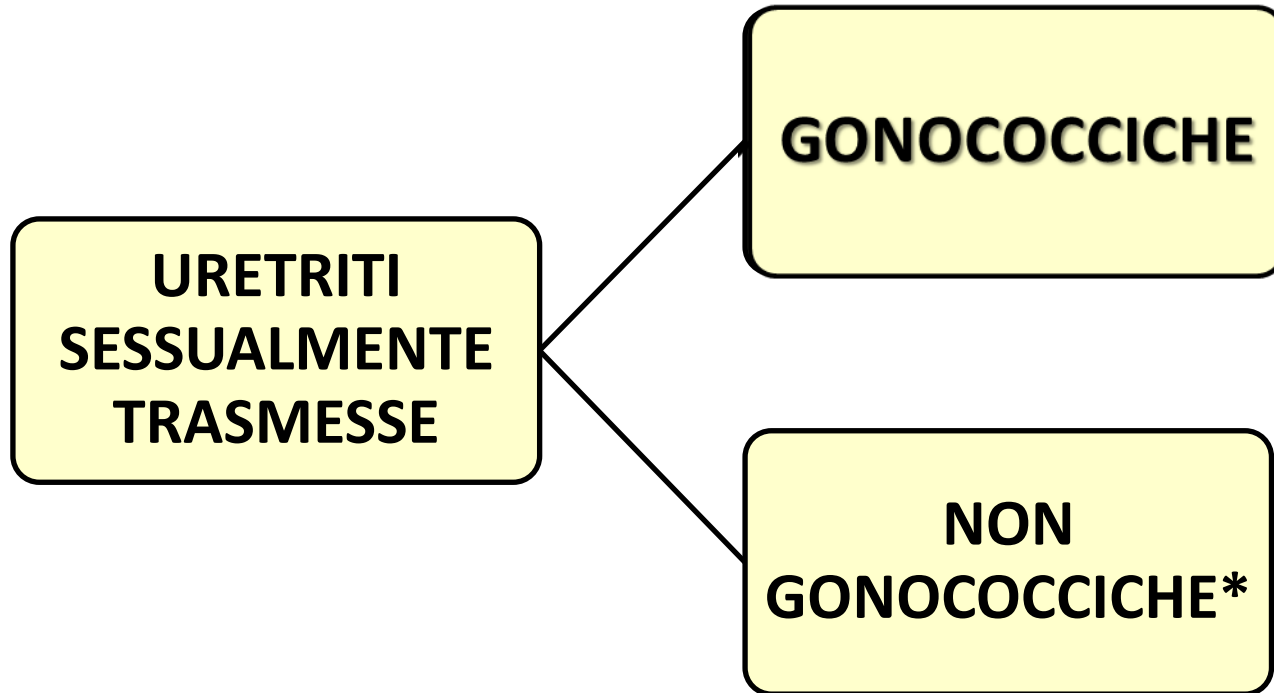 URETRITI
SESSUALMENTE
TRASMESSE
GONOCOCCICHE
NON
GONOCOCCICHE*